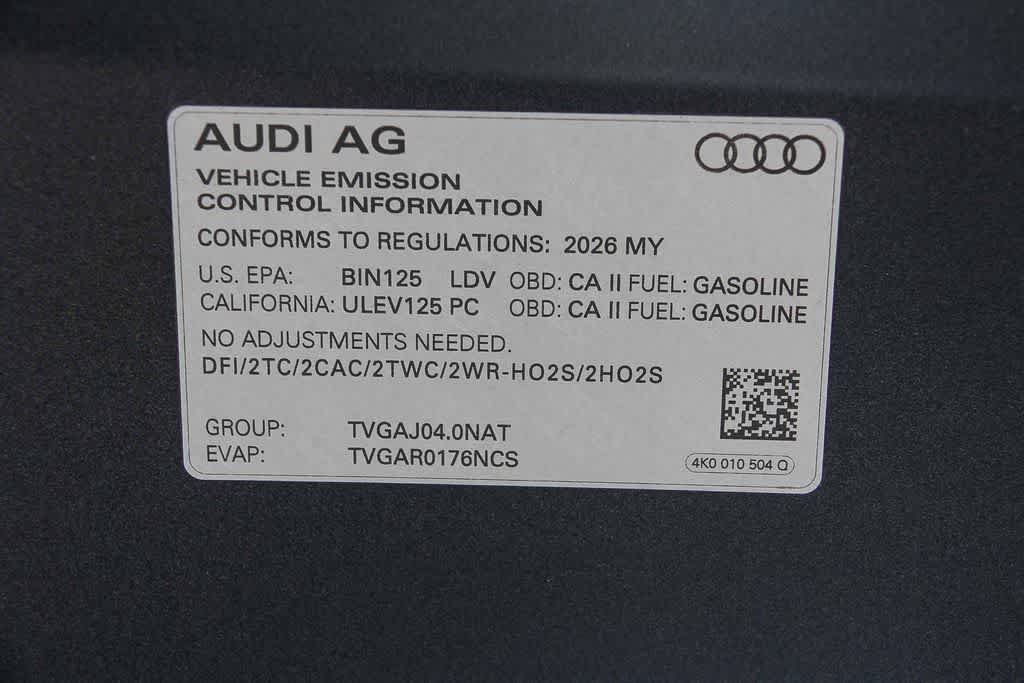 AUDI AG
VEHICLE EMISSION
CONTROL INFORMATION
CONFORMS TO REGULATIONS: 2026 MY
U.S. EPA: BIN125 LDV OBD: CA II FUEL: GASOLINE
CALIFORNIA: ULEV125 PC OBD: CA II FUEL: GASOLINE
NO ADJUSTMENTS NEEDED.
DFI/2TC/2CAC/2TWC/2WR-HO2S/2HO2S
GROUP: TVGAJ04.0NAT
EVAP: TVGAR0176NCS
4K0 010 504 Q